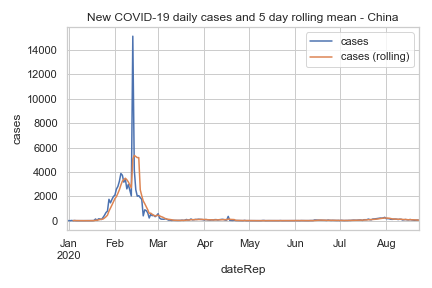 New COVID-19 daily cases and 5 day rolling mean - China
cases
cases (rolling)
14000
12000
10000
8000
6000
4000
2000
0
cases
Jan Feb Mar Apr May Jun Jul Aug
2020
dateRep